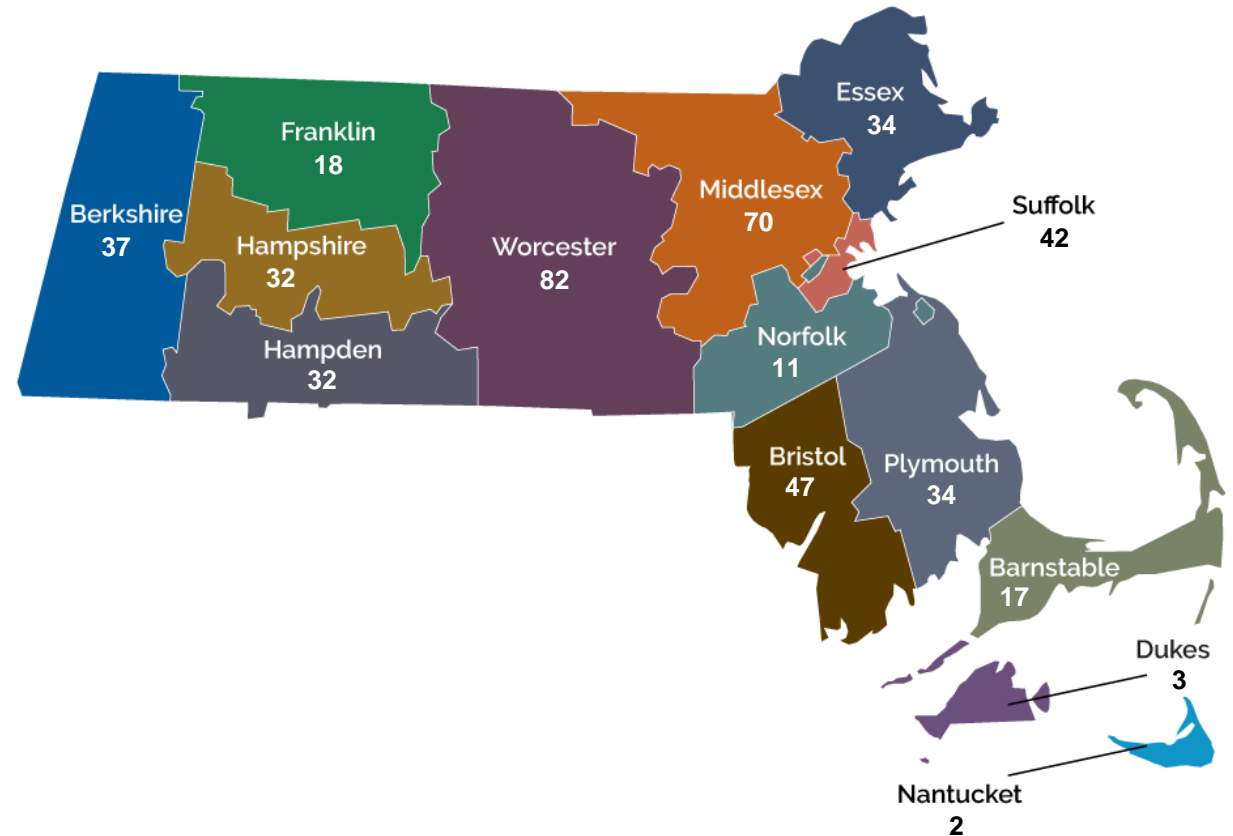 Essex
34
Franklin
18
Middlesex
70
Suffolk
42
Berkshire
37
Hampshire
32
Worcester
82
Norfolk
11
Hampden
32
Bristol
47
Plymouth
34
Barnstable
17
Dukes
3
Nantucket
2